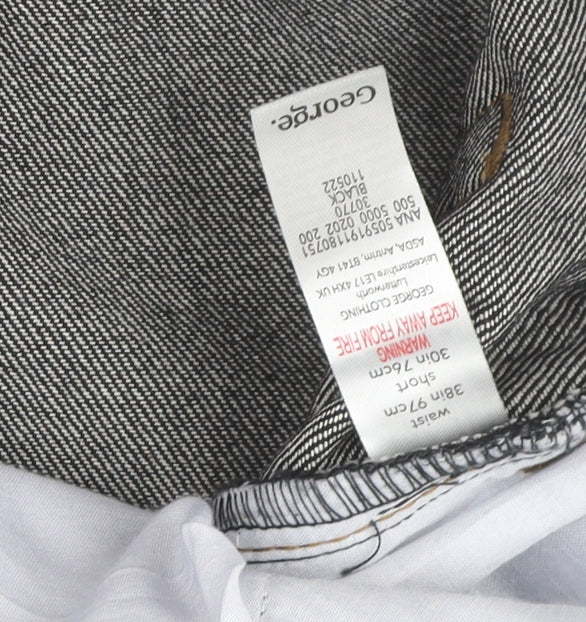 waist
38in 97cm
short
30in 76cm
WARNING
KEEP AWAY FROM FIRE
GEORGE CLOTHING
Lutterworth
Leicestershire LE17 4XH UK
ASDA, Antrim, BT41 4GY
ANA 5059191180751
500 5000 0202 200
30770
BLACK
110522
George.